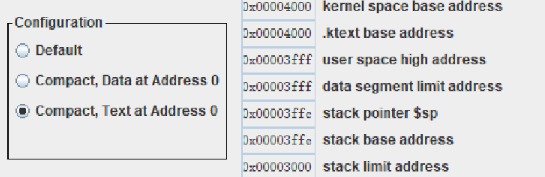 Configuration
Default
Compact, Data at Address 0
Compact, Text at Address 0
0x00004000 kernel space base address
0x00004000 .ktext base address
0x00003fff user space high address
0x00003fff data segment limit address
0x00003ffc stack pointer $sp
0x00003ffc stack base address
0x00003000 stack limit address